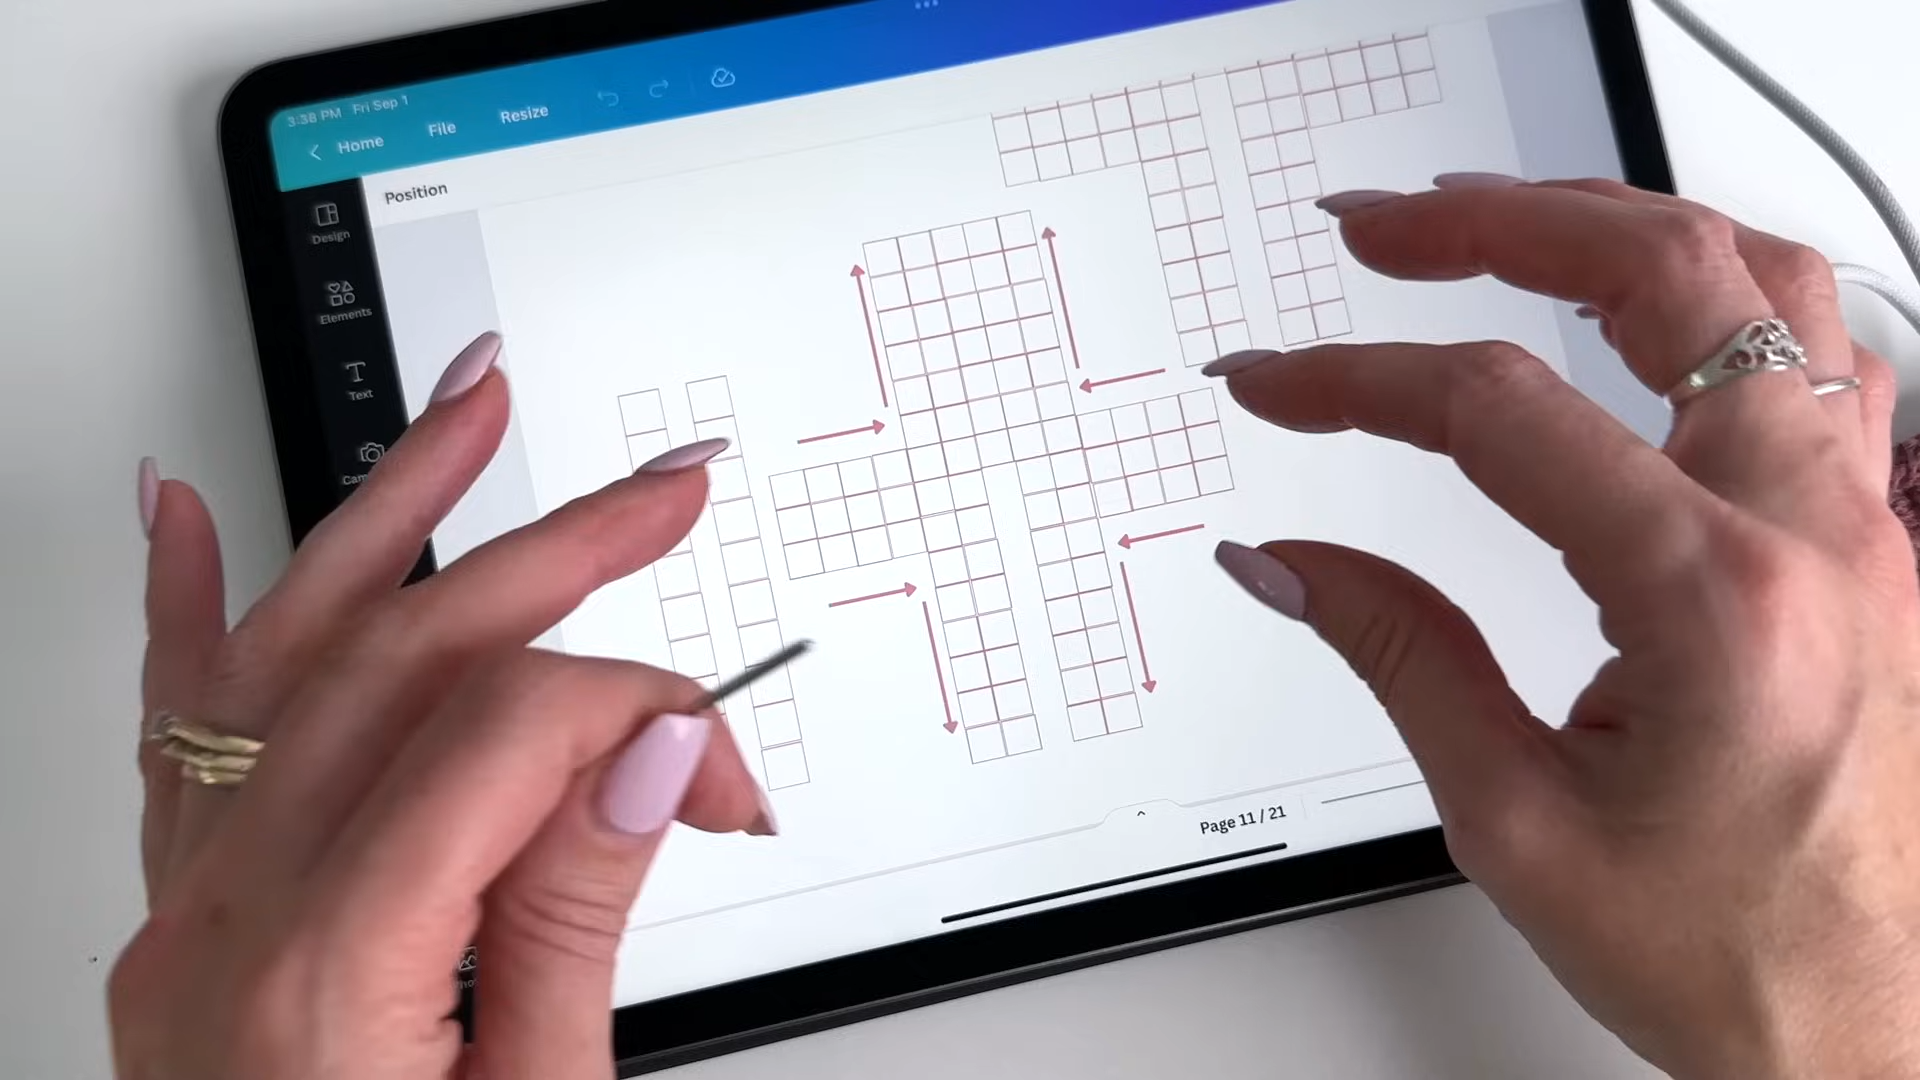 3:38 PM Fri Sep 1
Home File Resize
Position
Design
Elements
Text
Page 11 / 21